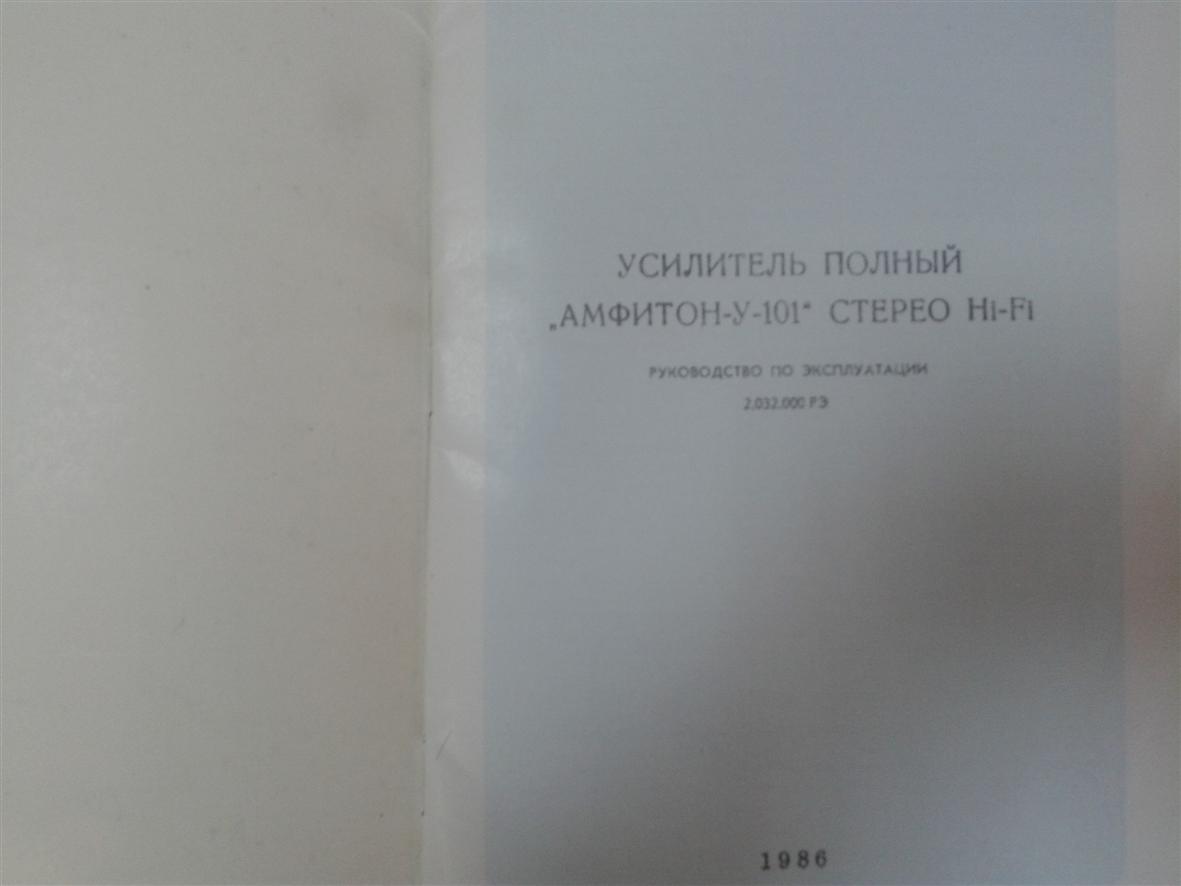 УСИЛИТЕЛЬ ПОЛНЫЙ
„АМФИТОН-У-101“ СТЕРЕО Hi-Fi
РУКОВОДСТВО ПО ЭКСПЛУАТАЦИИ
2.032.000 РЭ
1986